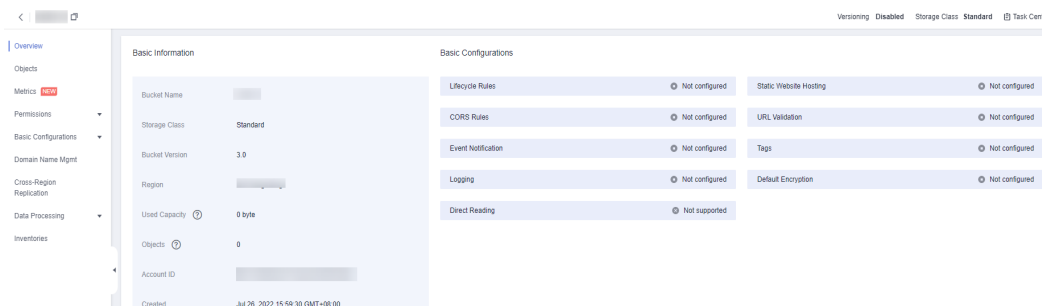 Versioning Disabled Storage Class Standard Task Cent
Overview
Objects
Metrics NEW
Permissions
Basic Configurations
Domain Name Mgmt
Cross-Region
Replication
Data Processing
Inventories
Basic Information
Bucket Name
Storage Class Standard
Bucket Version 3.0
Region
Used Capacity ? 0 byte
Objects ? 0
Account ID
Created Jul 26, 2022 15:59:30 GMT+08:00
Basic Configurations
Lifecycle Rules Not configured
Static Website Hosting Not configured
CORS Rules Not configured
URL Validation Not configured
Event Notification Not configured
Tags Not configured
Logging Not configured
Default Encryption Not configured
Direct Reading Not supported